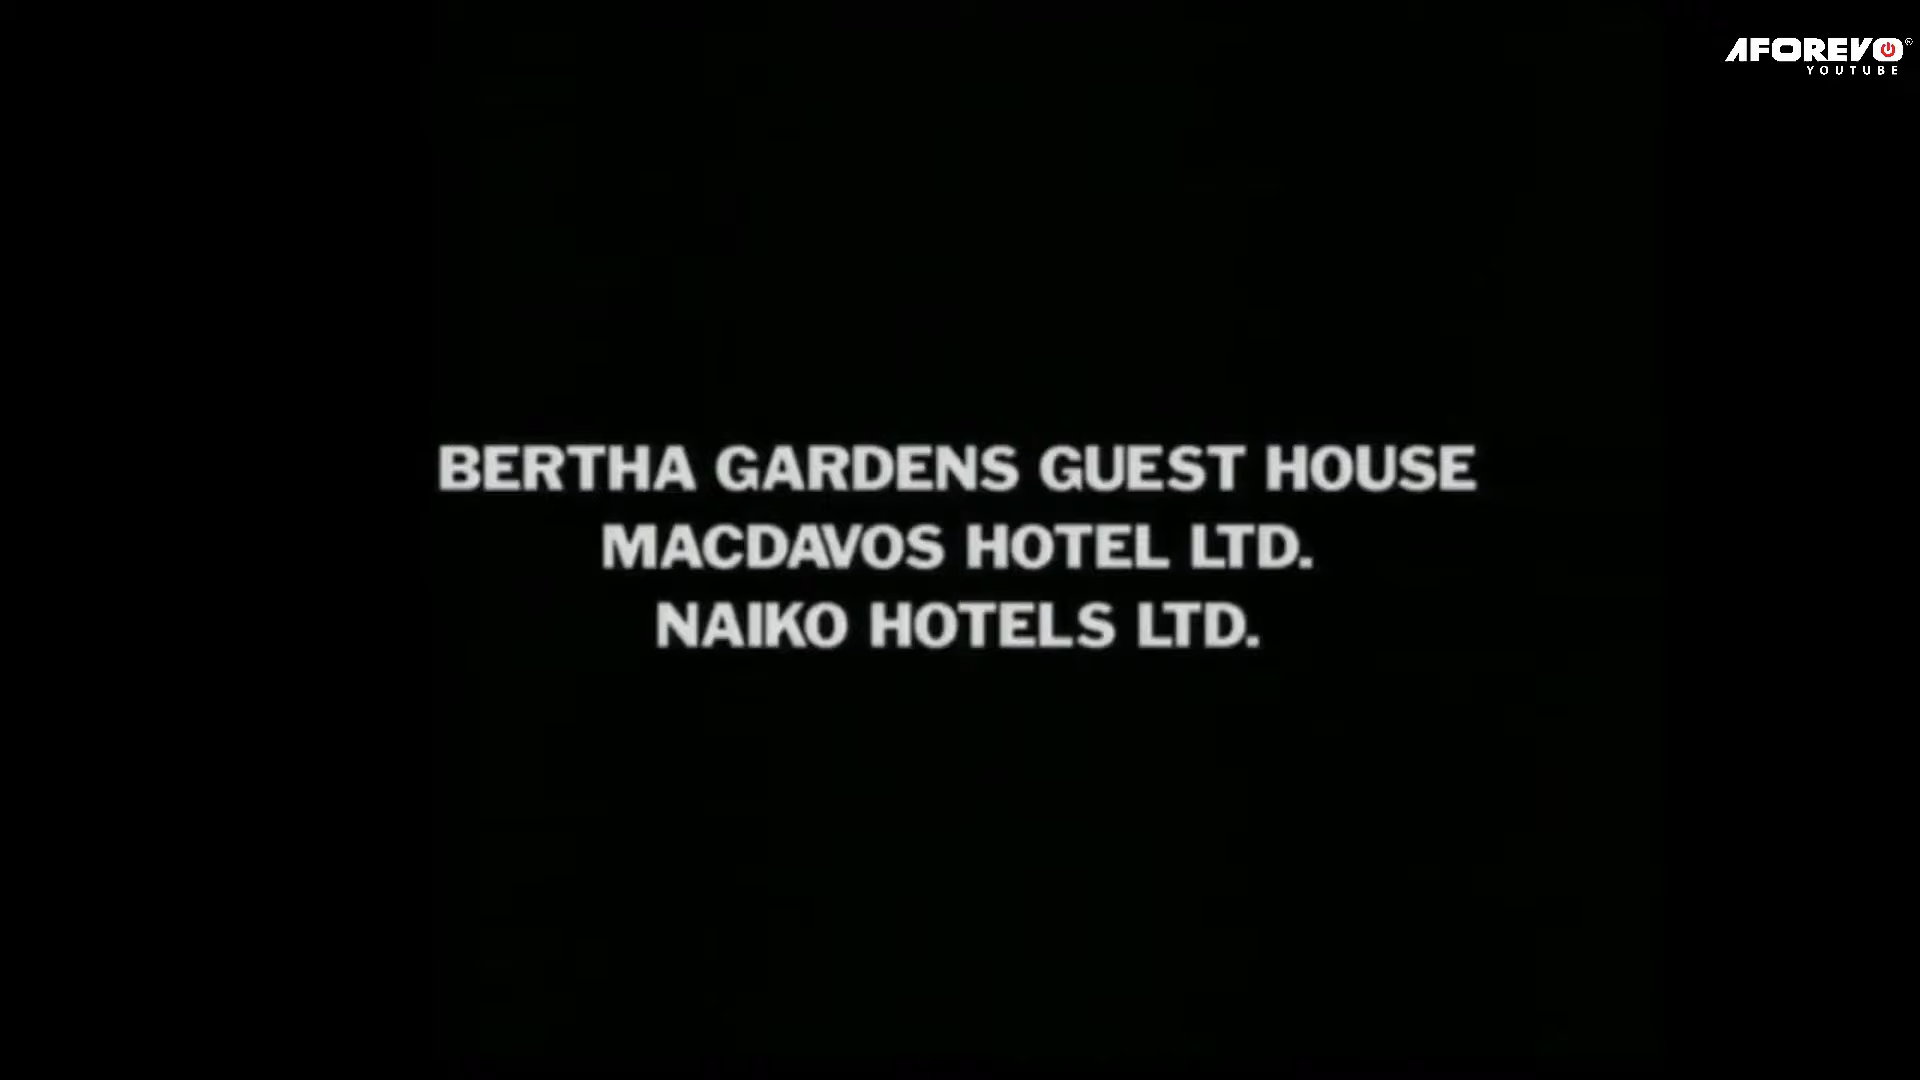 AFOREVO®
YOUTUBE
BERTHA GARDENS GUEST HOUSE
MACDAVOS HOTEL LTD.
NAIKO HOTELS LTD.